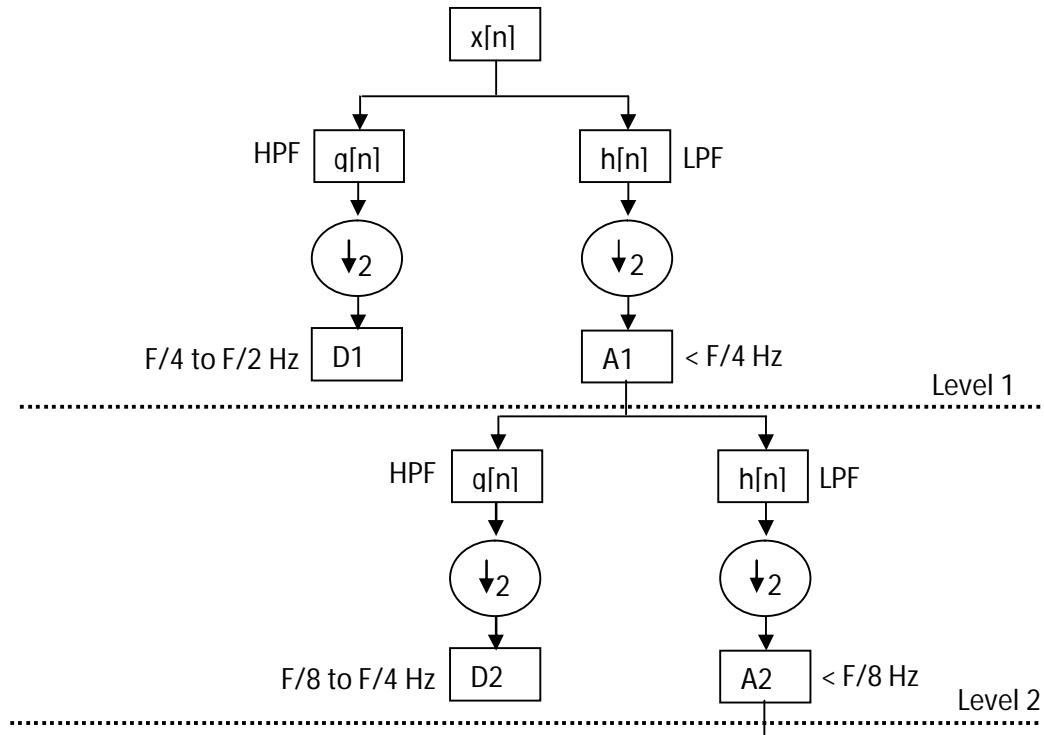 x[n]
HPF g[n] h[n] LPF
2 2
F/4 to F/2 Hz D1 A1 < F/4 Hz
Level 1
HPF g[n] h[n] LPF
2 2
F/8 to F/4 Hz D2 A2 < F/8 Hz
Level 2